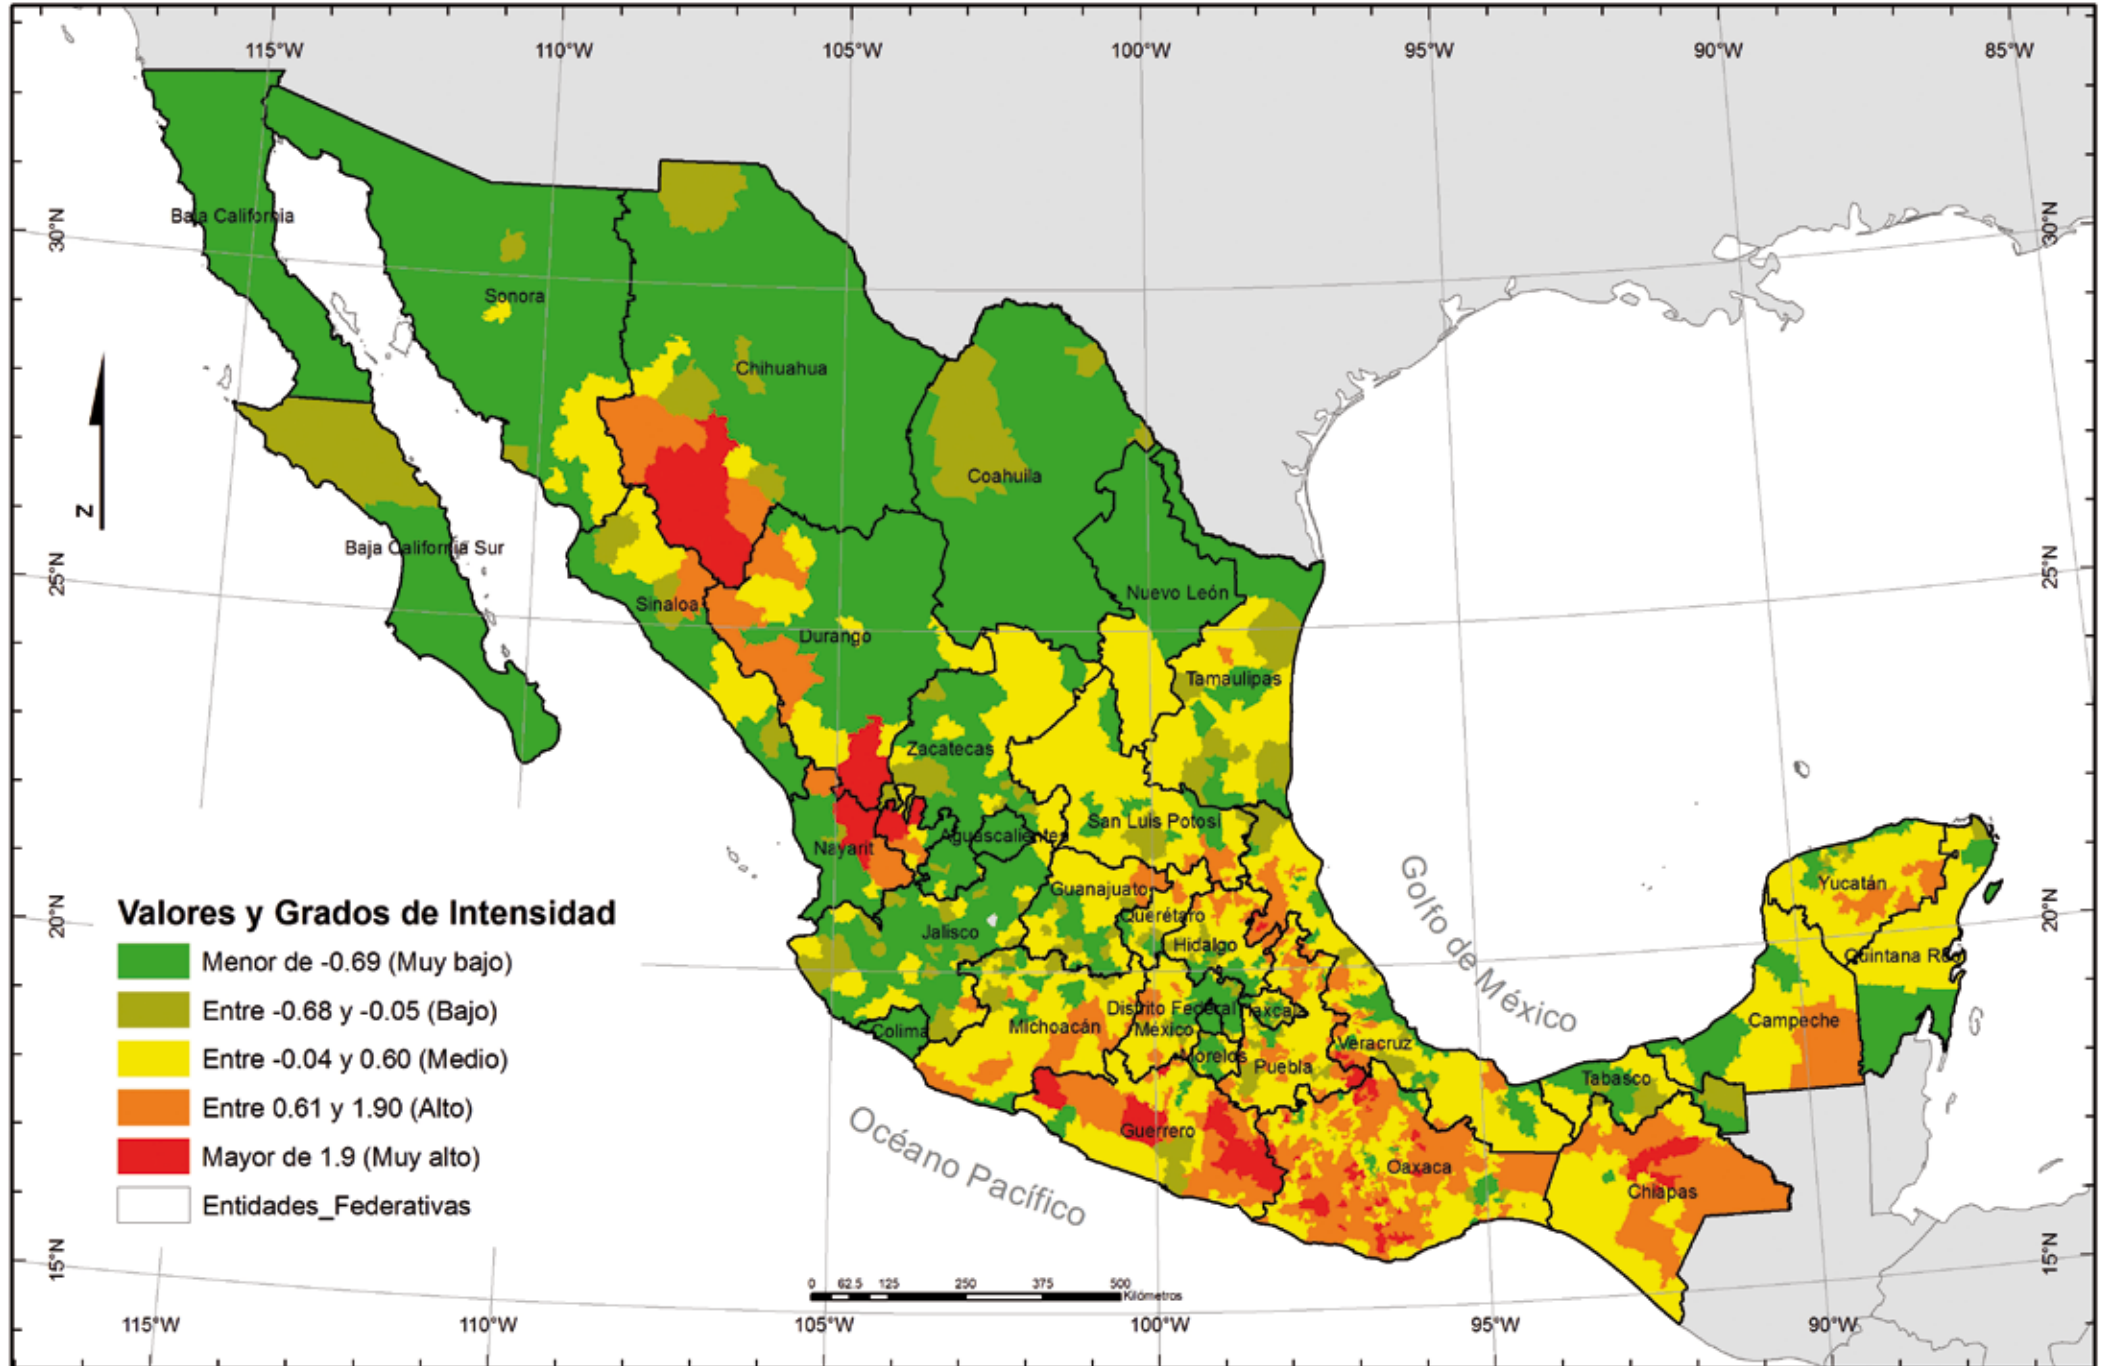 115°W
110°W
105°W
100°W
95°W
90°W
85°W
30°N
30°N
Baja California
Sonora
Chihuahua
Coahuila
N
Baja California Sur
25°N
25°N
Nuevo León
Sinaloa
Durango
Tamaulipas
Zacatecas
San Luis Potosí
Aguascalientes
Nayarit
Guanajuato
Yucatán
Querétaro
Jalisco
Hidalgo
Quintana Roo
Golfo de México
20°N
20°N
Distrito Federal
Tlaxcala
Michoacán
México
Colima
Campeche
Veracruz
Morelos
Puebla
Tabasco
Guerrero
Oaxaca
Chiapas
Océano Pacífico
Valores y Grados de Intensidad
Menor de -0.69 (Muy bajo)
Entre -0.68 y -0.05 (Bajo)
Entre -0.04 y 0.60 (Medio)
Entre 0.61 y 1.90 (Alto)
Mayor de 1.9 (Muy alto)
Entidades_Federativas
15°N
15°N
0 62.5 125 250 375 500
Kilómetros
115°W
110°W
105°W
100°W
95°W
90°W